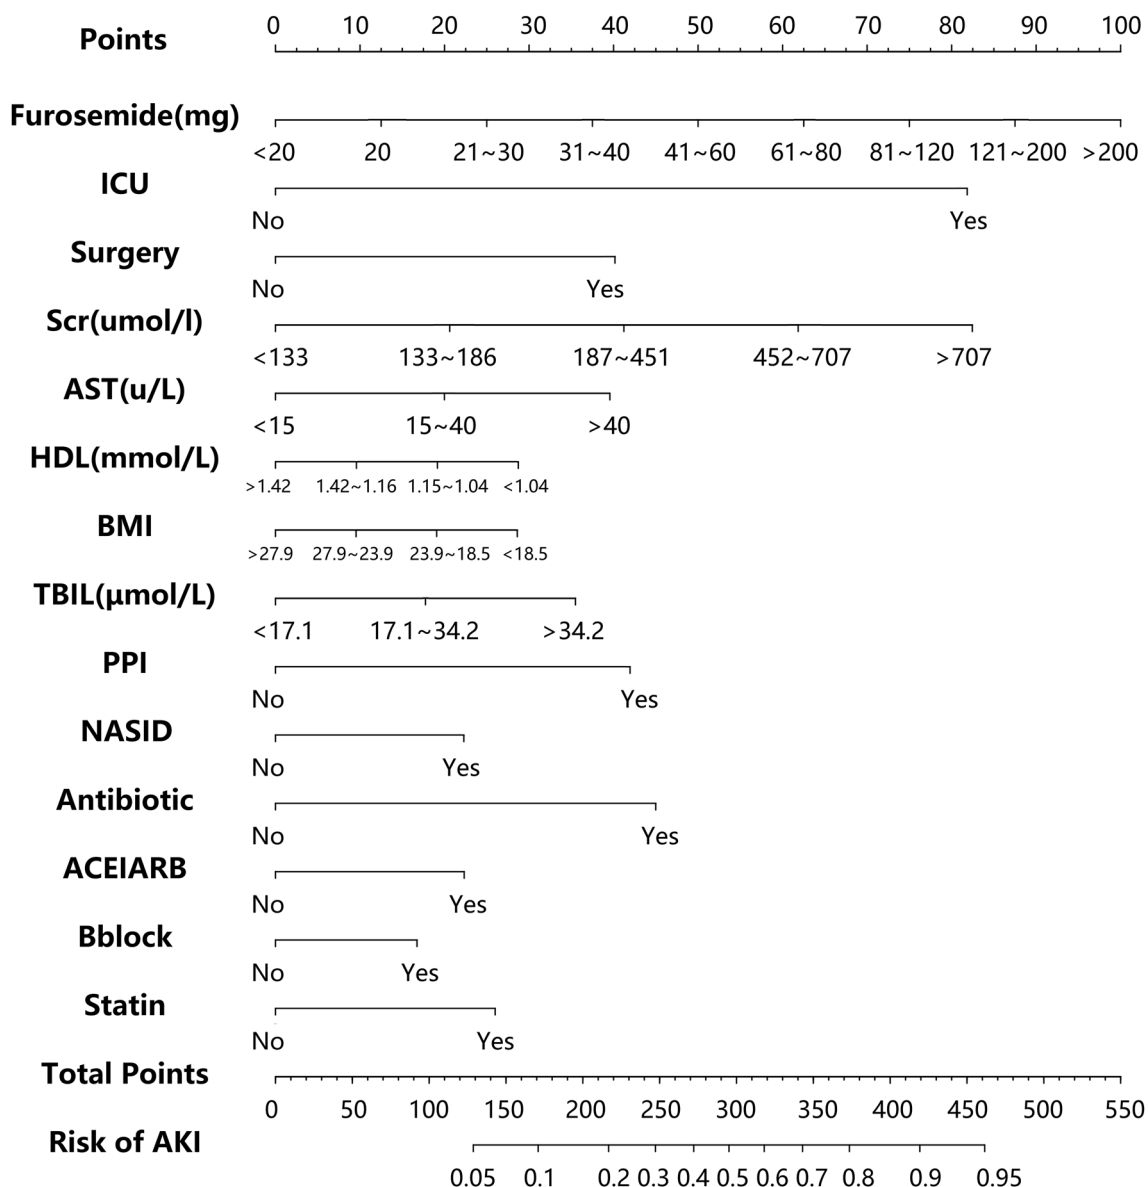 Points 0 10 20 30 40 50 60 70 80 90 100
Furosemide(mg)
<20 20 21~30 31~40 41~60 61~80 81~120 121~200 >200
ICU
No Yes
Surgery
No Yes
Scr(umol/l)
<133 133~186 187~451 452~707 >707
AST(u/L)
<15 15~40 >40
HDL(mmol/L)
>1.42 1.42~1.16 1.15~1.04 <1.04
BMI
>27.9 27.9~23.9 23.9~18.5 <18.5
TBIL(μmol/L)
<17.1 17.1~34.2 >34.2
PPI
No Yes
NASID
No Yes
Antibiotic
No Yes
ACEIARB
No Yes
Bblock
No Yes
Statin
No Yes
Total Points
0 50 100 150 200 250 300 350 400 450 500 550
Risk of AKI
0.05 0.1 0.2 0.3 0.4 0.5 0.6 0.7 0.8 0.9 0.95